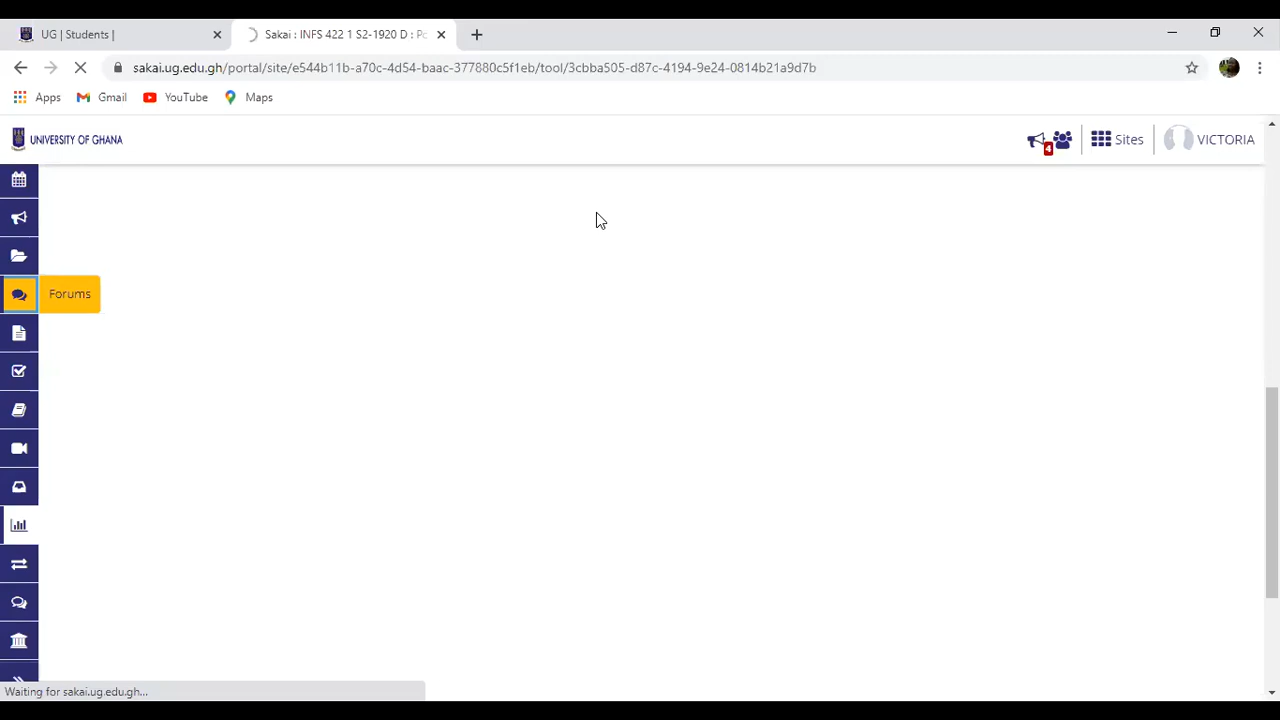 UG | Students |
Sakai : INFS 422 1 S2-1920 D : Po
sakai.ug.edu.gh/portal/site/e544b11b-a70c-4d54-baac-377880c5f1eb/tool/3cbba505-d87c-4194-9e24-0814b21a9d7b
Apps Gmail YouTube Maps
UNIVERSITY OF GHANA
4
Sites
VICTORIA
Forums
Waiting for sakai.ug.edu.gh...